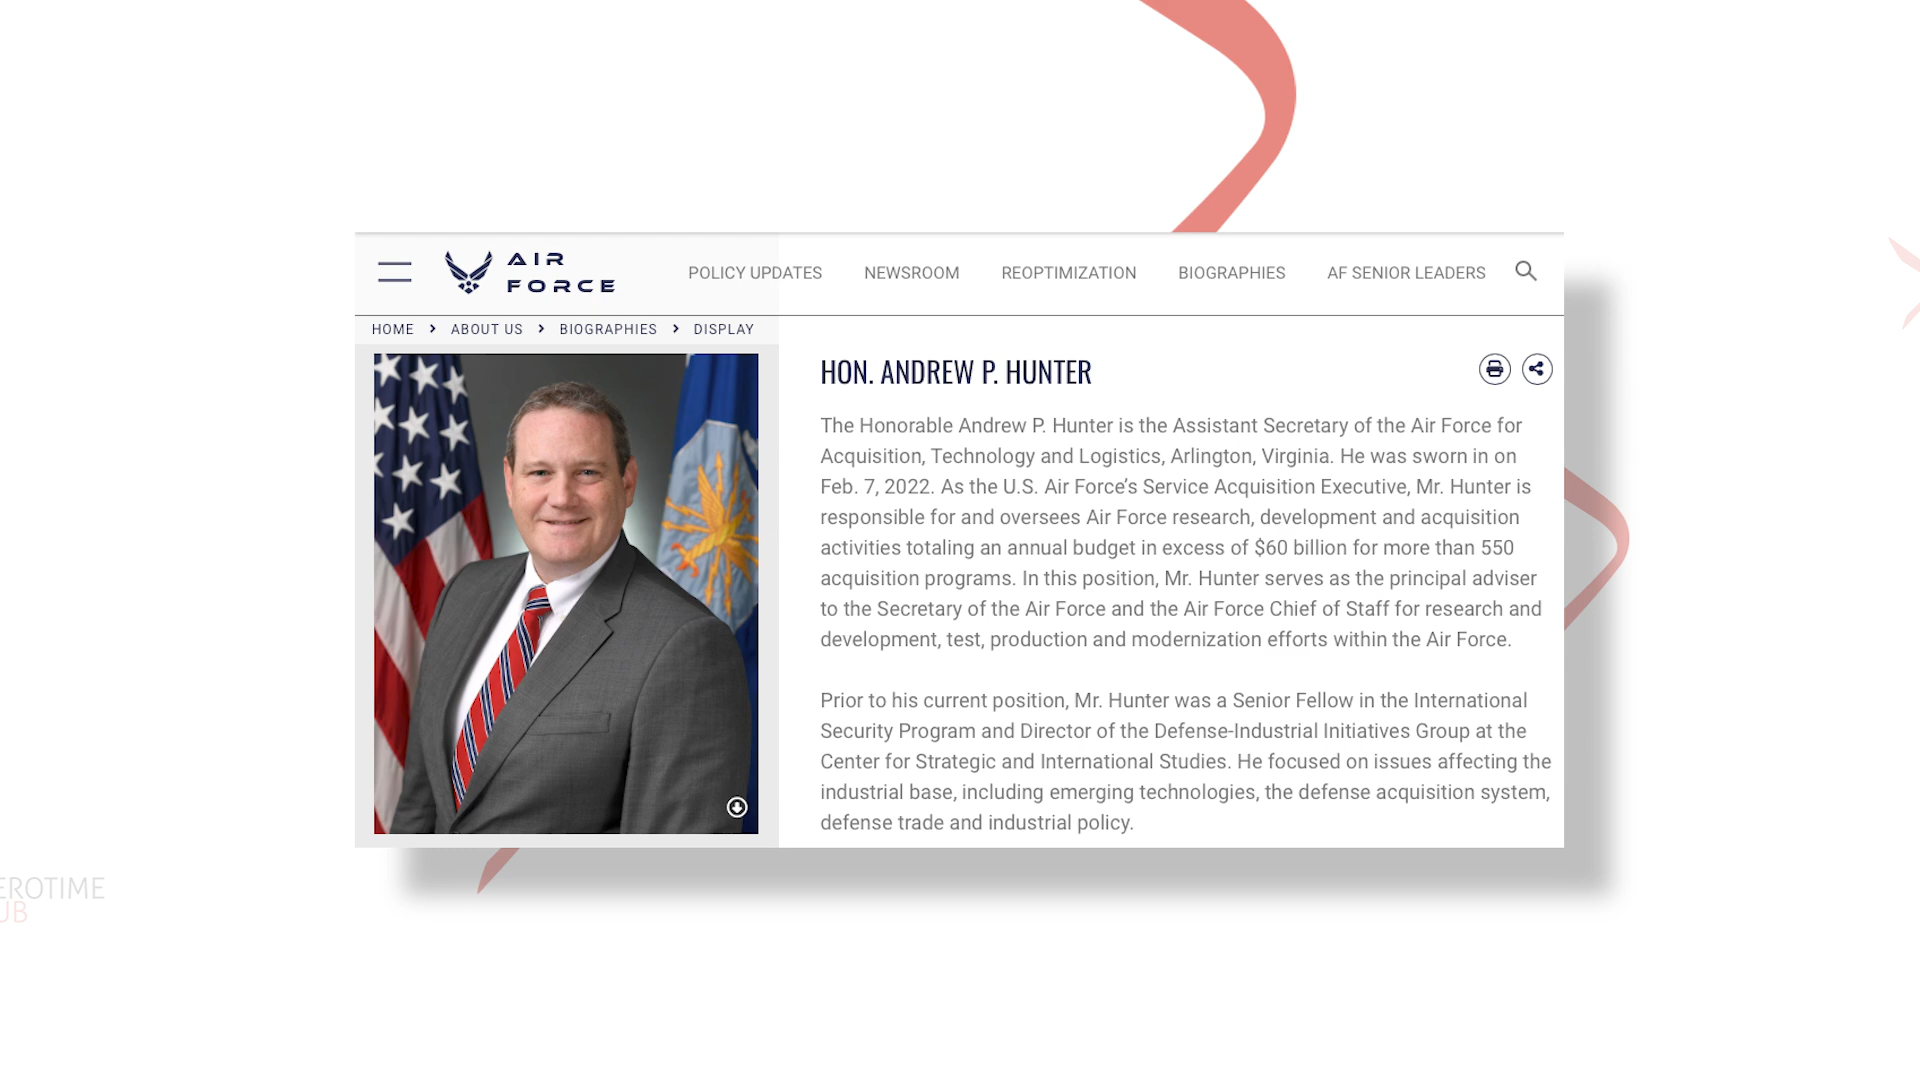 AIR
FORCE
POLICY UPDATES
NEWSROOM
REOPTIMIZATION
BIOGRAPHIES
AF SENIOR LEADERS
HOME > ABOUT US > BIOGRAPHIES > DISPLAY
HON. ANDREW P. HUNTER
The Honorable Andrew P. Hunter is the Assistant Secretary of the Air Force for
Acquisition, Technology and Logistics, Arlington, Virginia. He was sworn in on
Feb. 7, 2022. As the U.S. Air Force’s Service Acquisition Executive, Mr. Hunter is
responsible for and oversees Air Force research, development and acquisition
activities totaling an annual budget in excess of $60 billion for more than 550
acquisition programs. In this position, Mr. Hunter serves as the principal adviser
to the Secretary of the Air Force and the Air Force Chief of Staff for research and
development, test, production and modernization efforts within the Air Force.
Prior to his current position, Mr. Hunter was a Senior Fellow in the International
Security Program and Director of the Defense-Industrial Initiatives Group at the
Center for Strategic and International Studies. He focused on issues affecting the
industrial base, including emerging technologies, the defense acquisition system,
defense trade and industrial policy.
EROTIME
UB